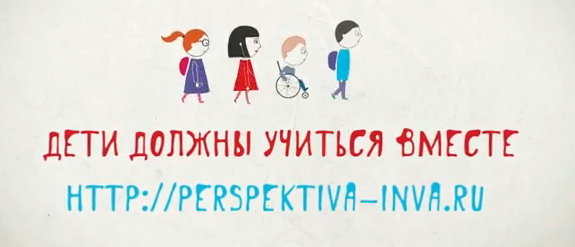 ДЕТИ ДОЛЖНЫ УЧИТЬСЯ ВМЕСТЕ
HTTP://PERSPEKTIVA-INVA.RU